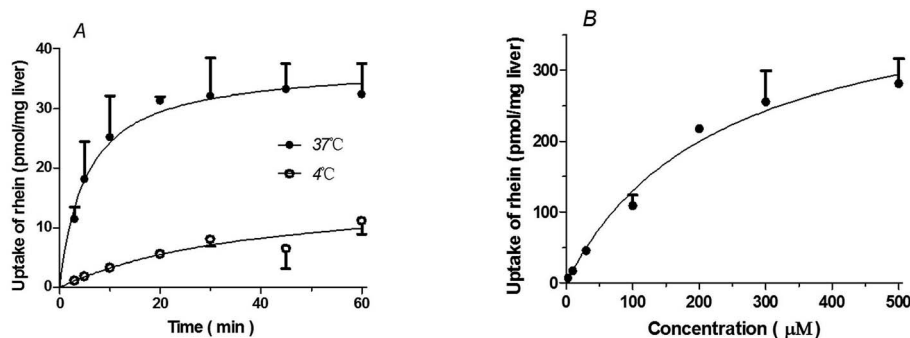 A
Uptake of rhein (pmol/mg liver)
40
30
20
10
0
37℃
4℃
0 20 40 60
Time ( min )
B
Uptake of rhein (pmol/mg liver)
300
200
100
0
0 100 200 300 400 500
Concentration ( μM)